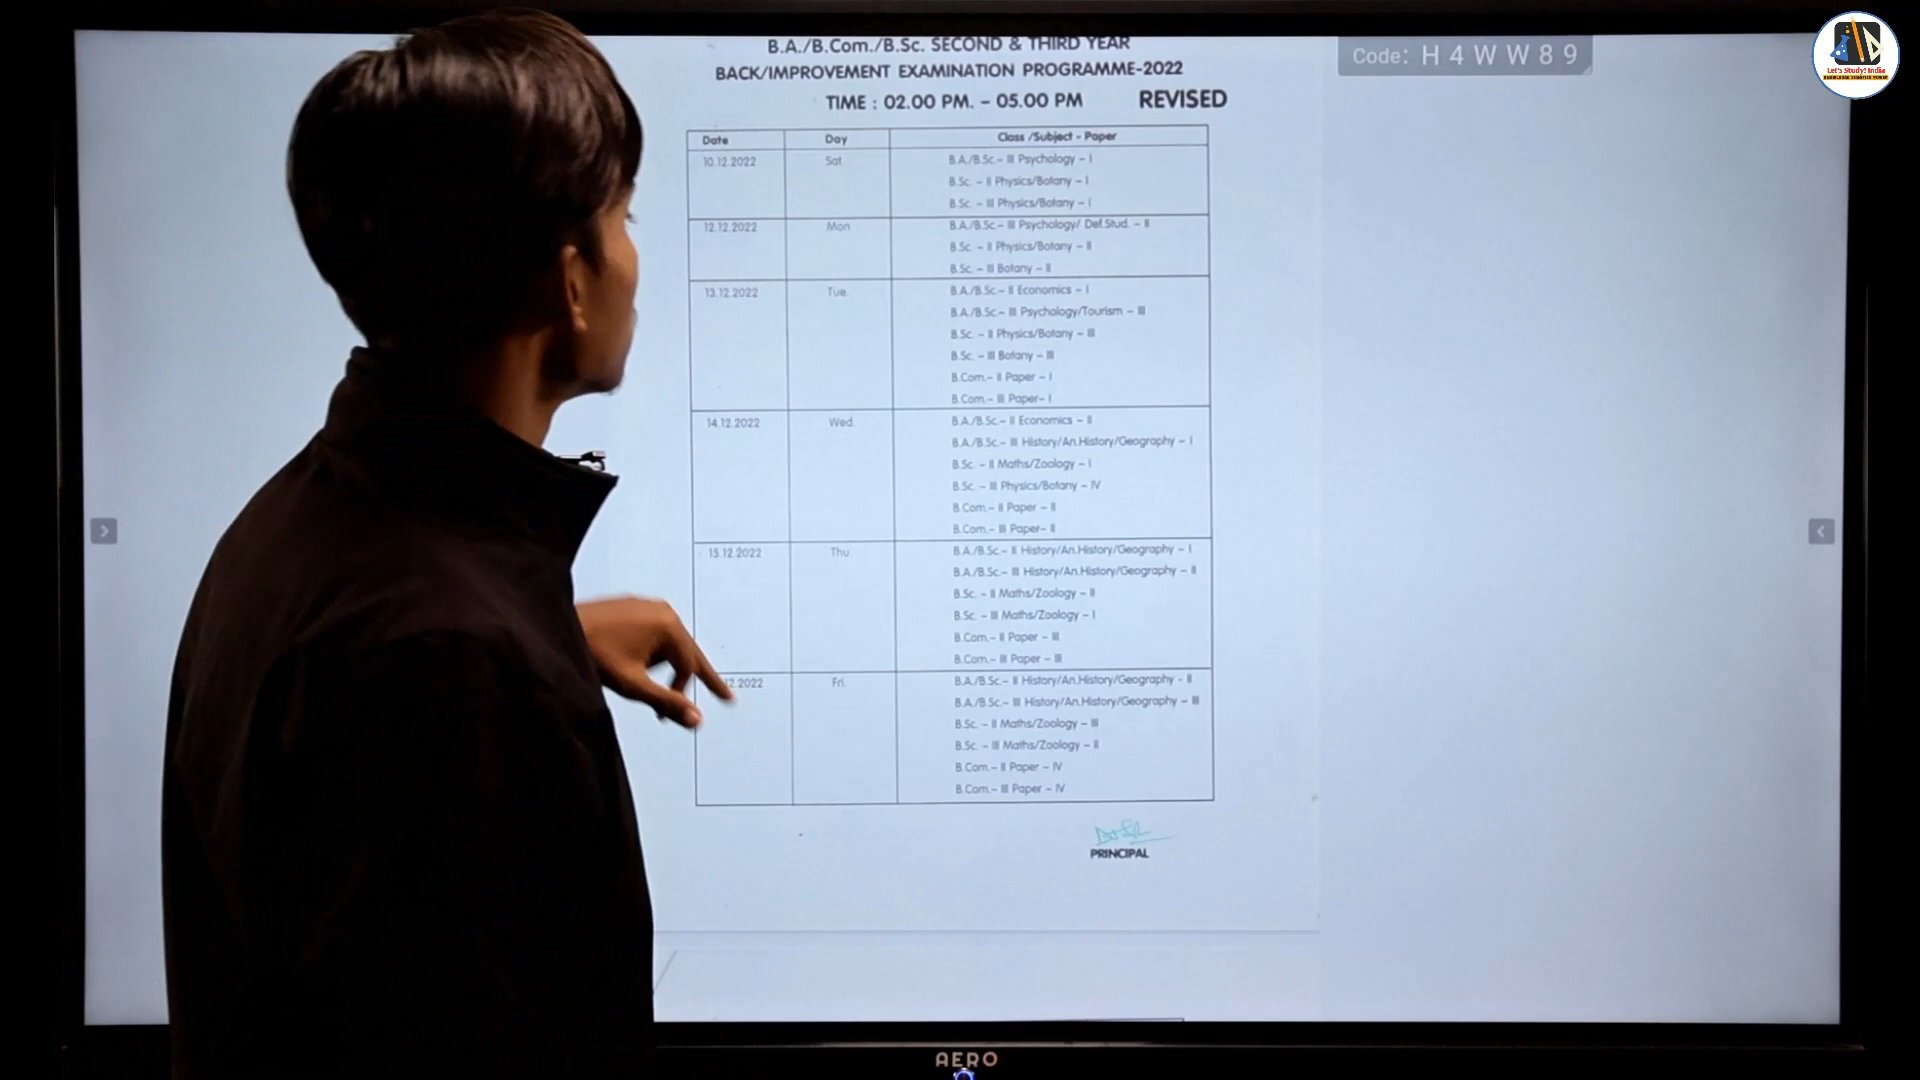 B.A./B.Com./B.Sc. SECOND & THIRD YEAR
BACK/IMPROVEMENT EXAMINATION PROGRAMME-2022
TIME : 02.00 PM. – 05.00 PM REVISED
Code: H4WW89
Let's Study! India
Date Day Class /Subject - Paper
10.12.2022 Sat. B.A./B.Sc.– III Psychology – I
B.Sc. – II Physics/Botany – I
B.Sc. – III Physics/Botany – I
12.12.2022 Mon B.A./B.Sc.– III Psychology/ Def.Stud. – II
B.Sc. – II Physics/Botany – II
B.Sc. – III Botany – II
13.12.2022 Tue. B.A./B.Sc.– II Economics – I
B.A./B.Sc.– III Psychology/Tourism – III
B.Sc. – II Physics/Botany – III
B.Sc. – III Botany – III
B.Com.– II Paper – I
B.Com.– III Paper– I
14.12.2022 Wed. B.A./B.Sc.– II Economics – II
B.A./B.Sc.– III History/An.History/Geography – I
B.Sc. – II Maths/Zoology – I
B.Sc. – III Physics/Botany – IV
B.Com.– II Paper – II
B.Com.– III Paper– II
15.12.2022 Thu. B.A./B.Sc.– II History/An.History/Geography – I
B.A./B.Sc.– III History/An.History/Geography – II
B.Sc. – II Maths/Zoology – II
B.Sc. – III Maths/Zoology – I
B.Com.– II Paper – III
B.Com.– III Paper – III
12.2022 Fri. B.A./B.Sc.– II History/An.History/Geography - II
B.A./B.Sc.– III History/An.History/Geography – III
B.Sc. – II Maths/Zoology – III
B.Sc. – III Maths/Zoology – II
B.Com.– II Paper – IV
B.Com.– III Paper – IV
PRINCIPAL
AERO